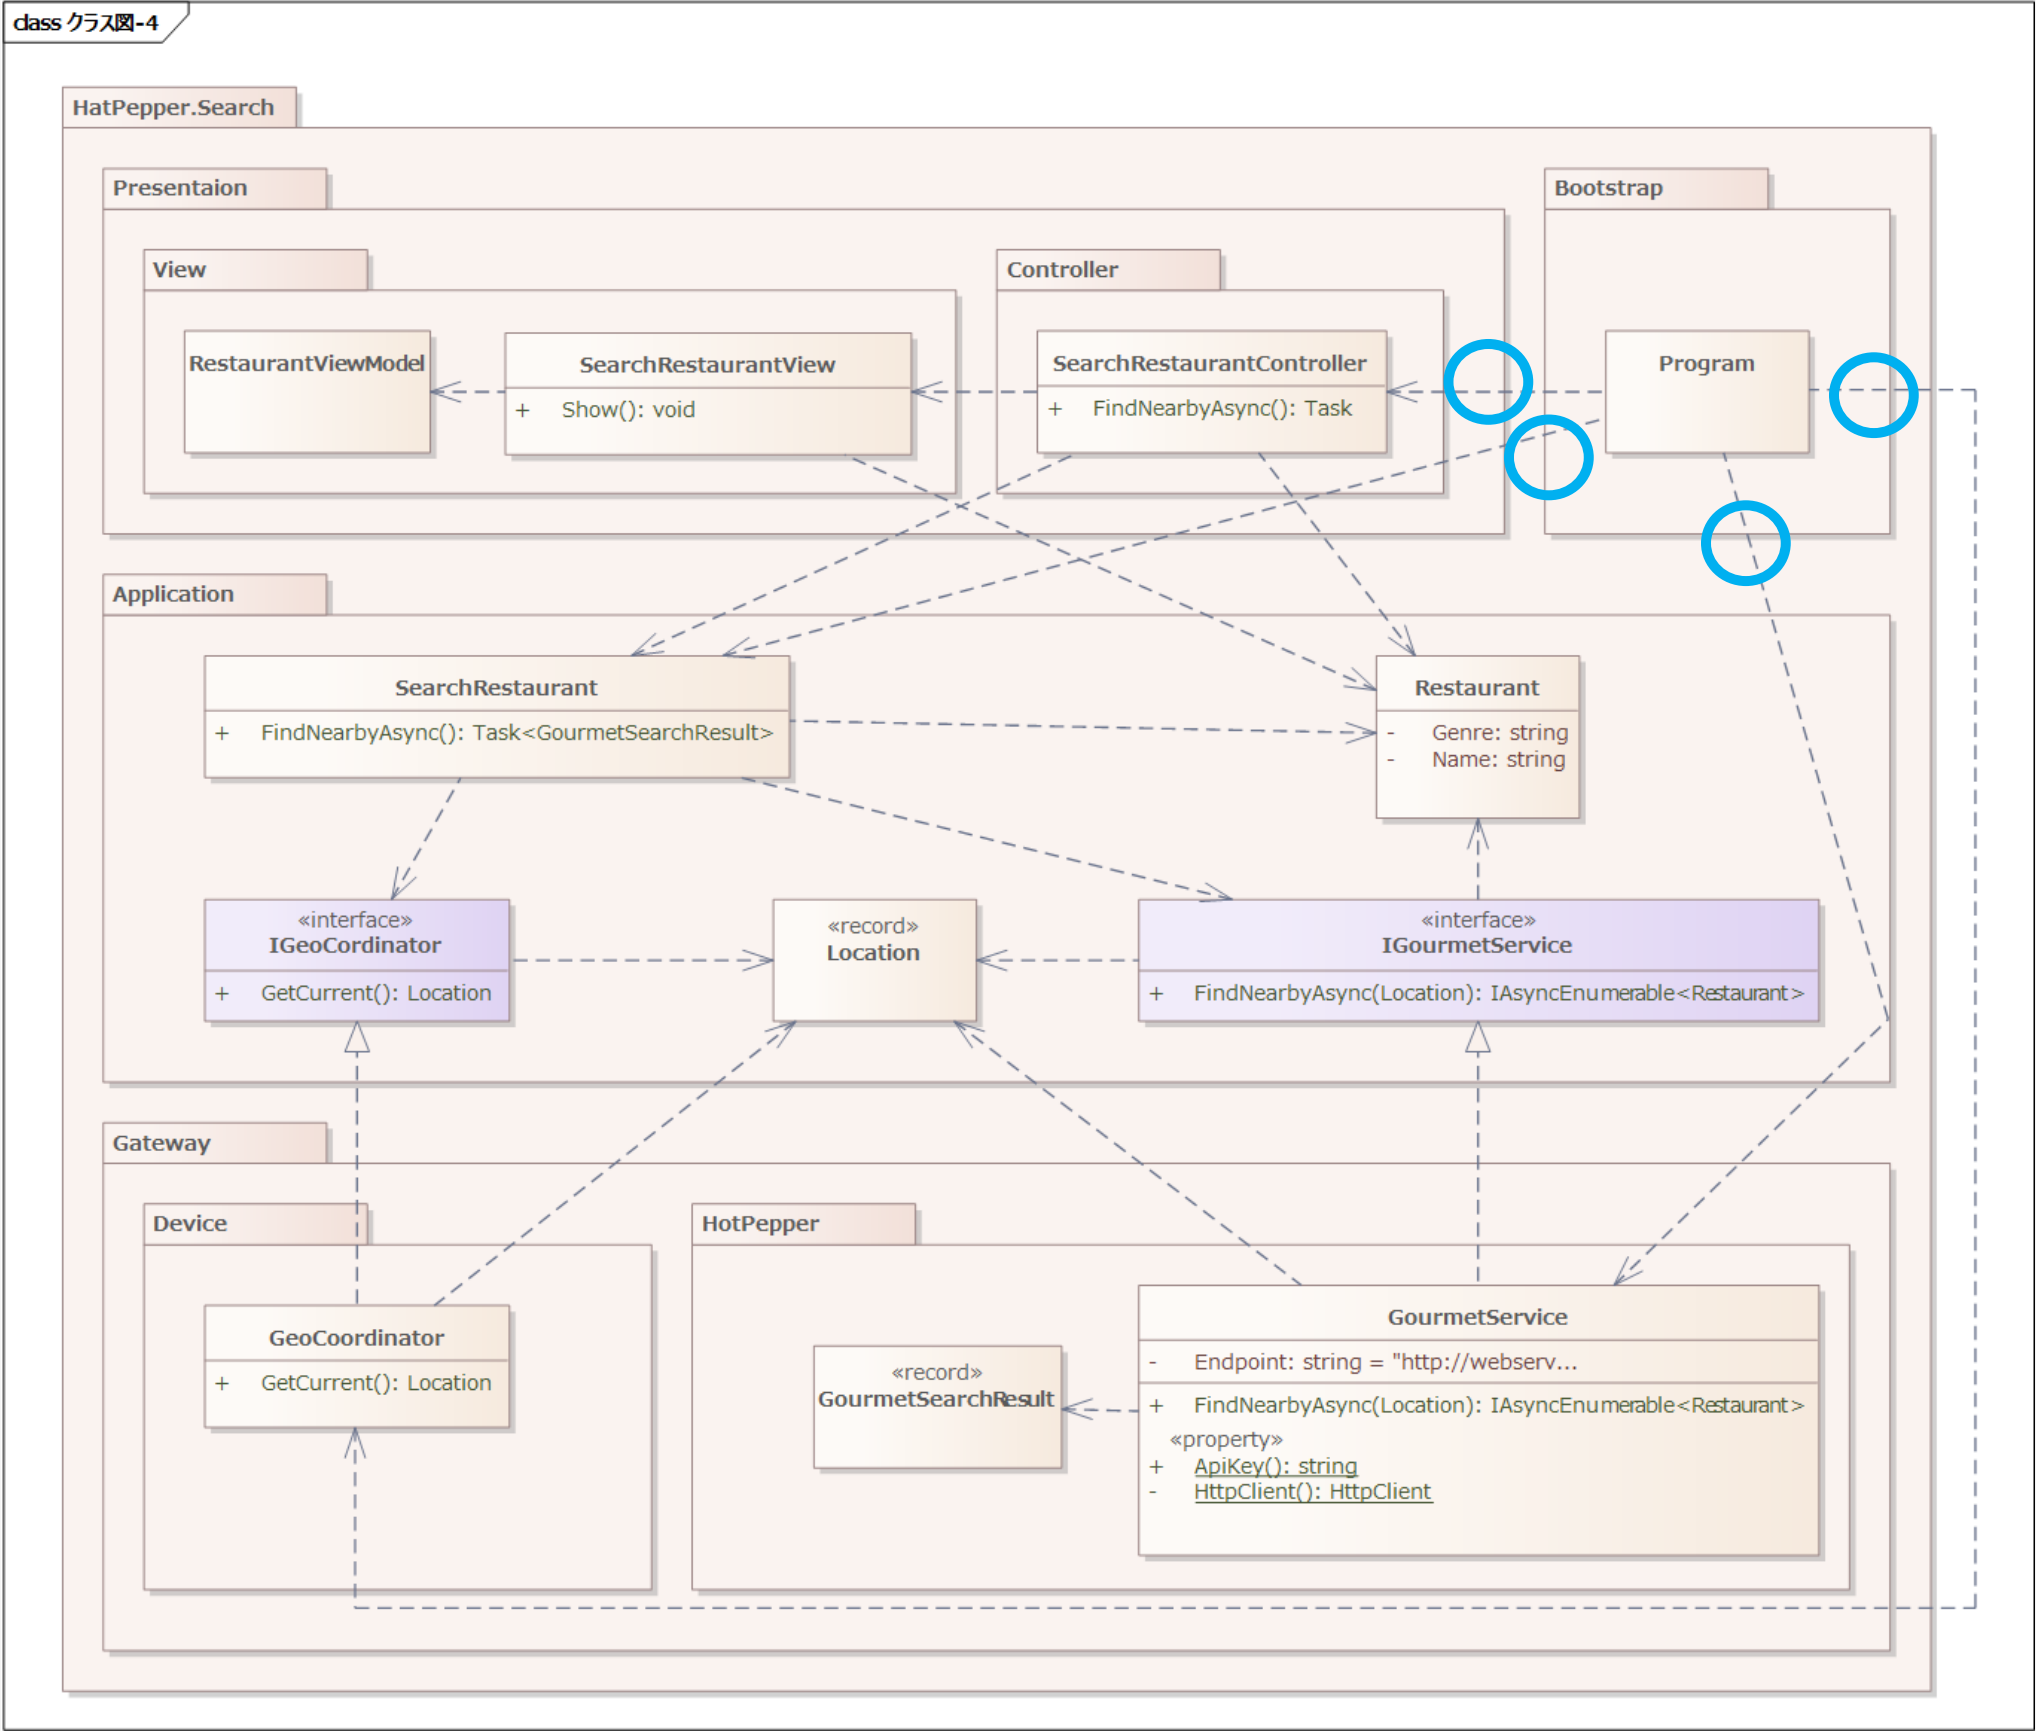 class クラス図-4
HatPepper.Search
Presentaion
Bootstrap
View
Controller
RestaurantViewModel
SearchRestaurantView
+ Show(): void
SearchRestaurantController
+ FindNearbyAsync(): Task
Program
Application
SearchRestaurant
+ FindNearbyAsync(): Task<GourmetSearchResult>
Restaurant
- Genre: string
- Name: string
«interface»
IGeoCordinator
+ GetCurrent(): Location
«record»
Location
«interface»
IGourmetService
+ FindNearbyAsync(Location): IAsyncEnumerable<Restaurant>
Gateway
Device
HotPepper
GeoCoordinator
+ GetCurrent(): Location
«record»
GourmetSearchResult
GourmetService
- Endpoint: string = "http://webserv...
+ FindNearbyAsync(Location): IAsyncEnumerable<Restaurant>
«property»
+ ApiKey(): string
- HttpClient(): HttpClient